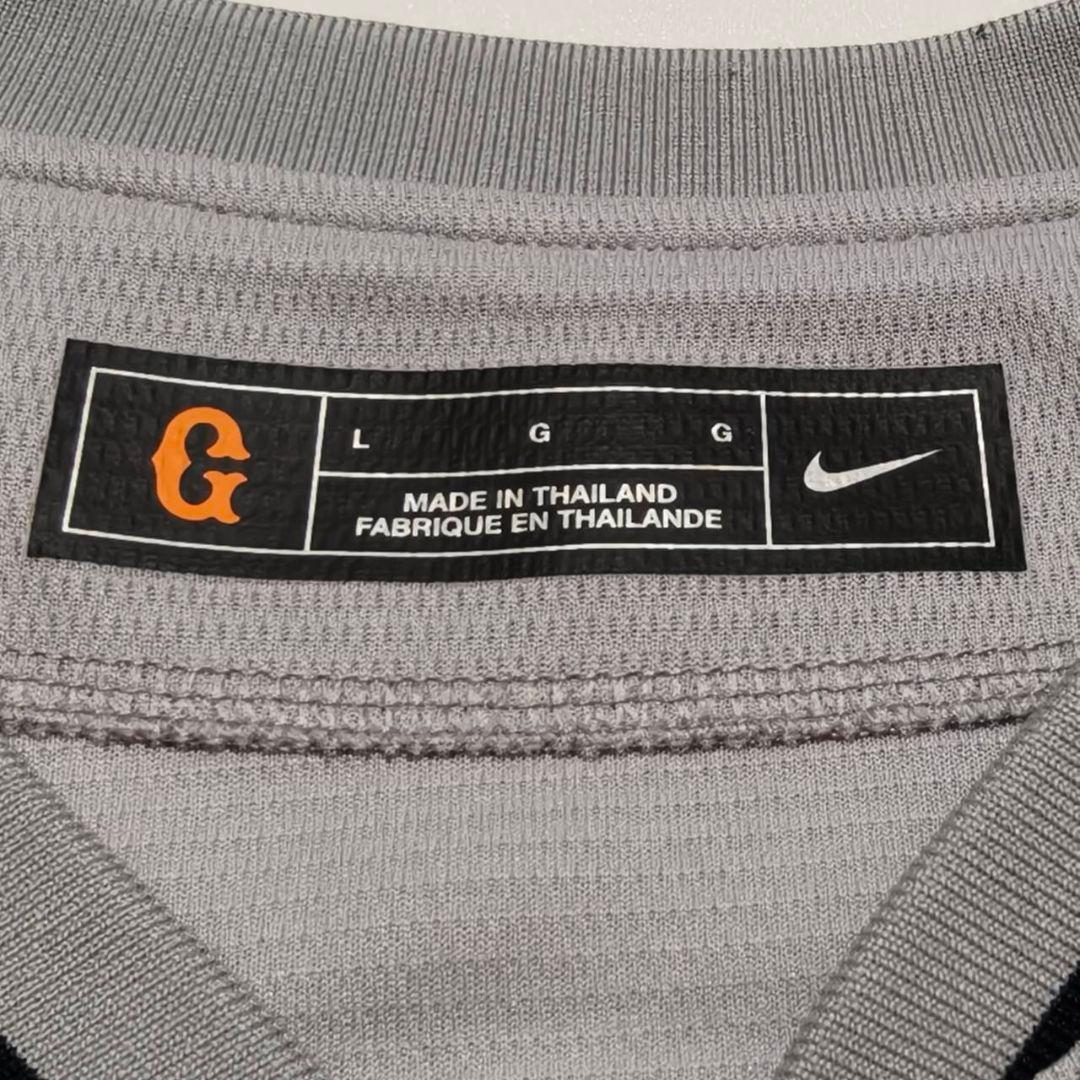 G
L G G
MADE IN THAILAND
FABRIQUE EN THAILANDE